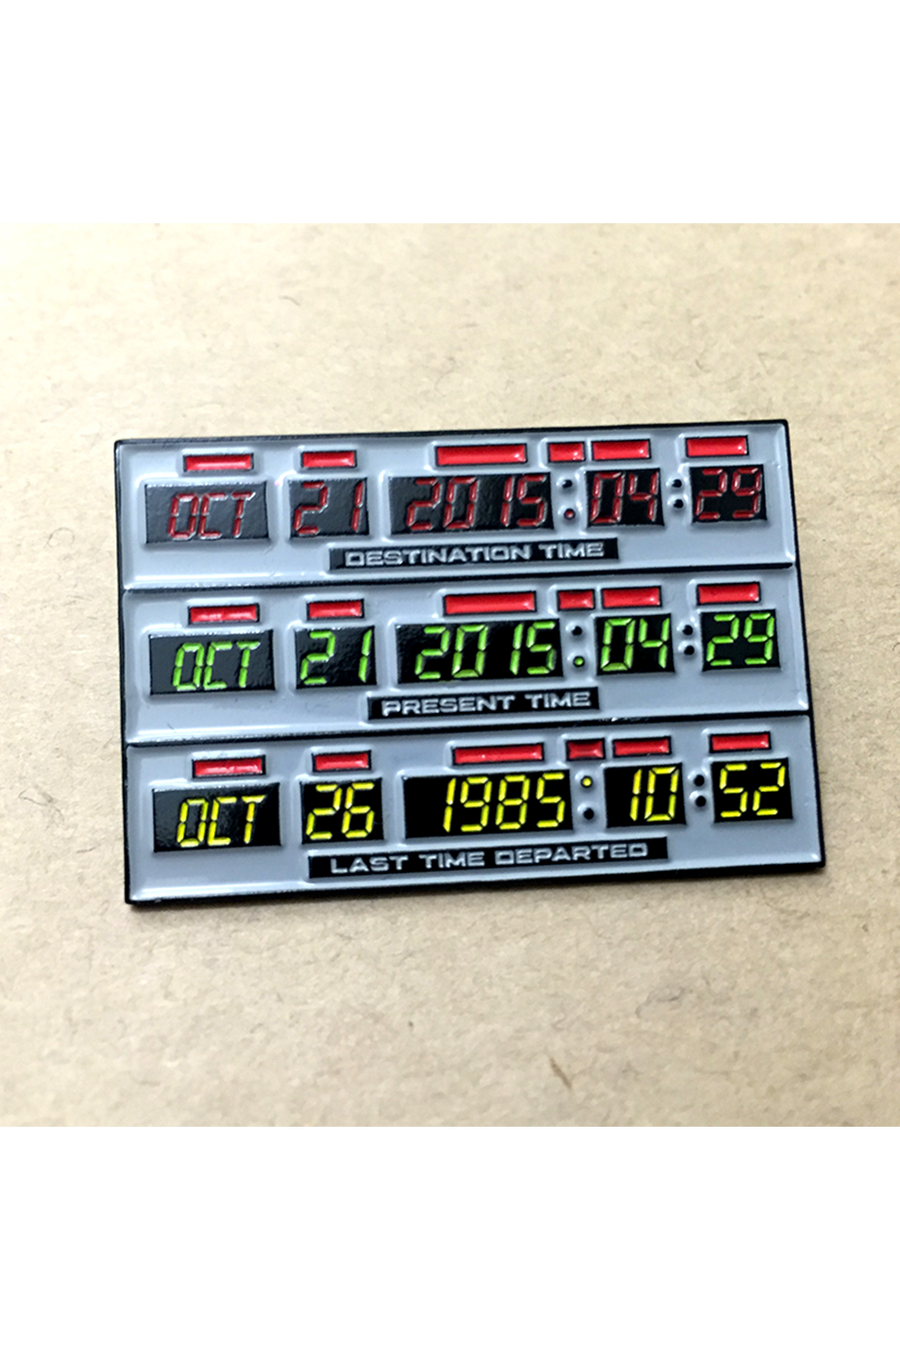 OCT 21 2015 04:29
DESTINATION TIME
OCT 21 2015 04:29
PRESENT TIME
OCT 26 1985 10:52
LAST TIME DEPARTED